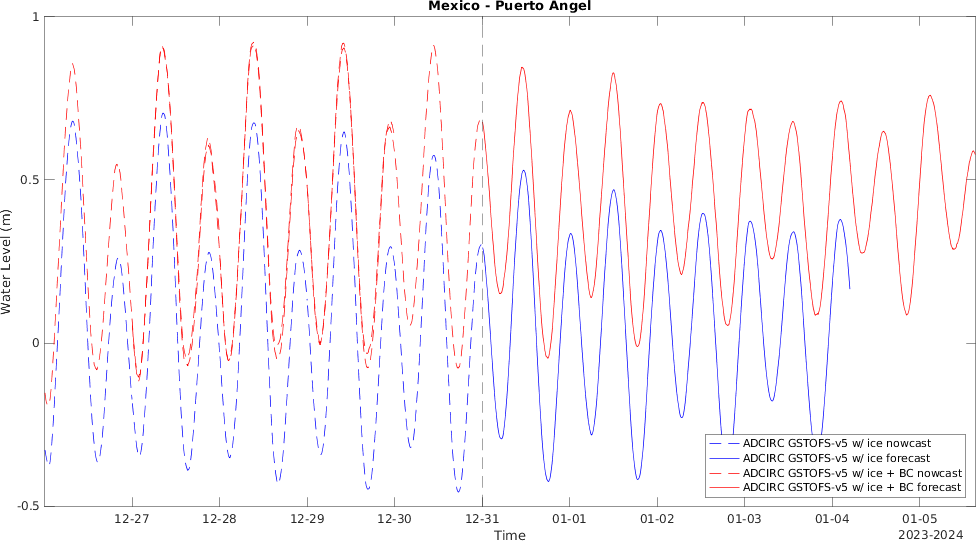 Mexico - Puerto Angel
Water Level (m)
1
0.5
0
-0.5
12-27
12-28
12-29
12-30
12-31
01-01
01-02
01-03
01-04
01-05
Time
2023-2024
ADCIRC GSTOFS-v5 w/ ice nowcast
ADCIRC GSTOFS-v5 w/ ice forecast
ADCIRC GSTOFS-v5 w/ ice + BC nowcast
ADCIRC GSTOFS-v5 w/ ice + BC forecast